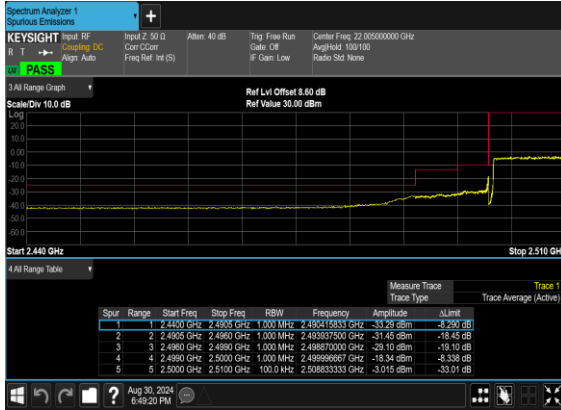 Spectrum Analyzer 1
Spurious Emissions
+
KEYSIGHT Input: RF Input Z: 50 Ω Atten: 40 dB Trig: Free Run Center Freq: 22.005000000 GHz
R T Coupling: DC Corr CCorr Gate: Off Avg|Hold: 100/100
Align: Auto Freq Ref: Int (S) IF Gain: Low Radio Std: None
PASS
3 All Range Graph Ref Lvl Offset 8.60 dB
Scale/Div 10.0 dB Ref Value 30.00 dBm
Log
20.0
10.0
0.00
-10.0
-20.0
-30.0
-40.0
-50.0
-60.0
Start 2.440 GHz Stop 2.510 GH
4 All Range Table
Measure Trace Trace 1
Trace Type Trace Average (Active)
Spur Range Start Freq Stop Freq RBW Frequency Amplitude ΔLimit
1 1 2.4400 GHz 2.4905 GHz 1.000 MHz 2.490415833 GHz -33.29 dBm -8.290 dB
2 2 2.4905 GHz 2.4960 GHz 1.000 MHz 2.493937500 GHz -31.45 dBm -18.45 dB
3 3 2.4960 GHz 2.4990 GHz 1.000 MHz 2.498870000 GHz -29.10 dBm -19.10 dB
4 4 2.4990 GHz 2.5000 GHz 1.000 MHz 2.499996667 GHz -18.34 dBm -8.338 dB
5 5 2.5000 GHz 2.5100 GHz 100.0 kHz 2.508833333 GHz -3.015 dBm -33.01 dB
? Aug 30, 2024
6:49:20 PM